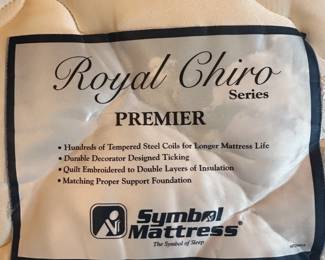 Royal Chiro
Series
PREMIER
• Hundreds of Tempered Steel Coils for Longer Mattress Life
• Durable Decorator Designed Ticking
• Quilt Embroidered to Double Layers of Insulation
• Matching Proper Support Foundation
Symbol
Mattress®
The Symbol of Sleep